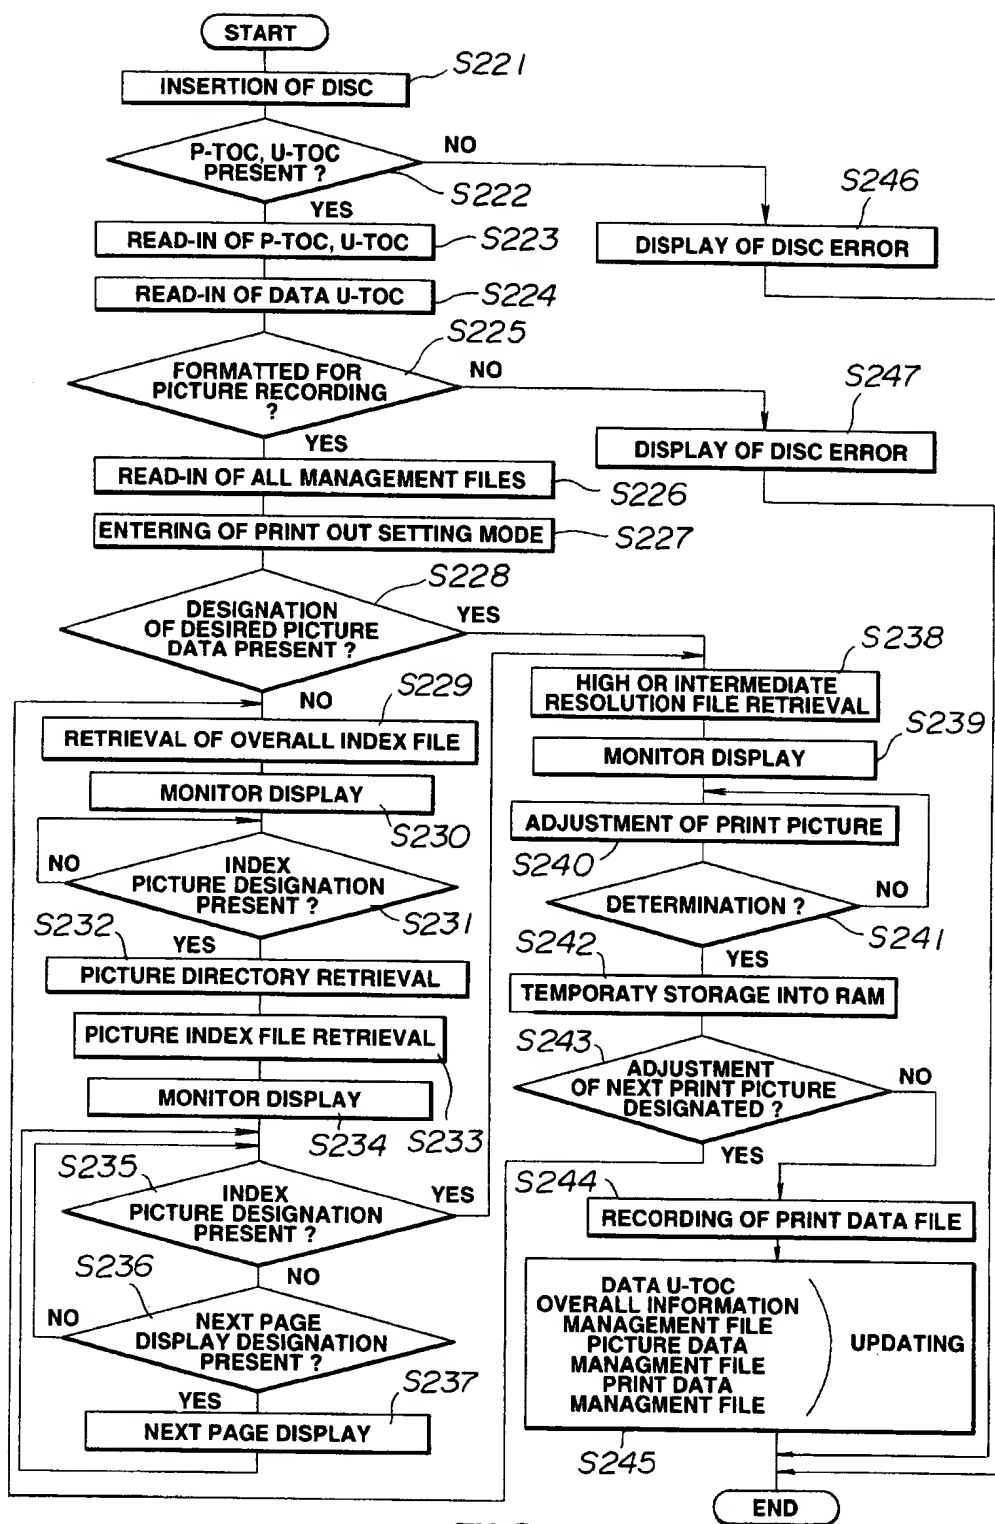 START
S221
INSERTION OF DISC
P-TOC, U-TOC
PRESENT ?
NO
S222
YES
S246
READ-IN OF P-TOC, U-TOC
S223
DISPLAY OF DISC ERROR
READ-IN OF DATA U-TOC
S224
S225
FORMATTED FOR
PICTURE RECORDING
?
NO
YES
S247
DISPLAY OF DISC ERROR
READ-IN OF ALL MANAGEMENT FILES
S226
ENTERING OF PRINT OUT SETTING MODE
S227
S228
DESIGNATION
OF DESIRED PICTURE
DATA PRESENT ?
YES
NO
S229
RETRIEVAL OF OVERALL INDEX FILE
MONITOR DISPLAY
S230
NO
INDEX
PICTURE DESIGNATION
PRESENT ?
S231
S232
YES
PICTURE DIRECTORY RETRIEVAL
PICTURE INDEX FILE RETRIEVAL
S233
MONITOR DISPLAY
S234
S235
INDEX
PICTURE DESIGNATION
PRESENT ?
YES
NO
S236
NO
NEXT PAGE
DISPLAY DESIGNATION
PRESENT ?
YES
S237
NEXT PAGE DISPLAY
S238
HIGH OR INTERMEDIATE
RESOLUTION FILE RETRIEVAL
S239
MONITOR DISPLAY
ADJUSTMENT OF PRINT PICTURE
S240
DETERMINATION ?
NO
S241
S242
YES
TEMPORATY STORAGE INTO RAM
S243
ADJUSTMENT
OF NEXT PRINT PICTURE
DESIGNATED ?
NO
YES
S244
RECORDING OF PRINT DATA FILE
DATA U-TOC
OVERALL INFORMATION
MANAGEMENT FILE
PICTURE DATA
MANAGMENT FILE
PRINT DATA
MANAGMENT FILE
UPDATING
S245
END